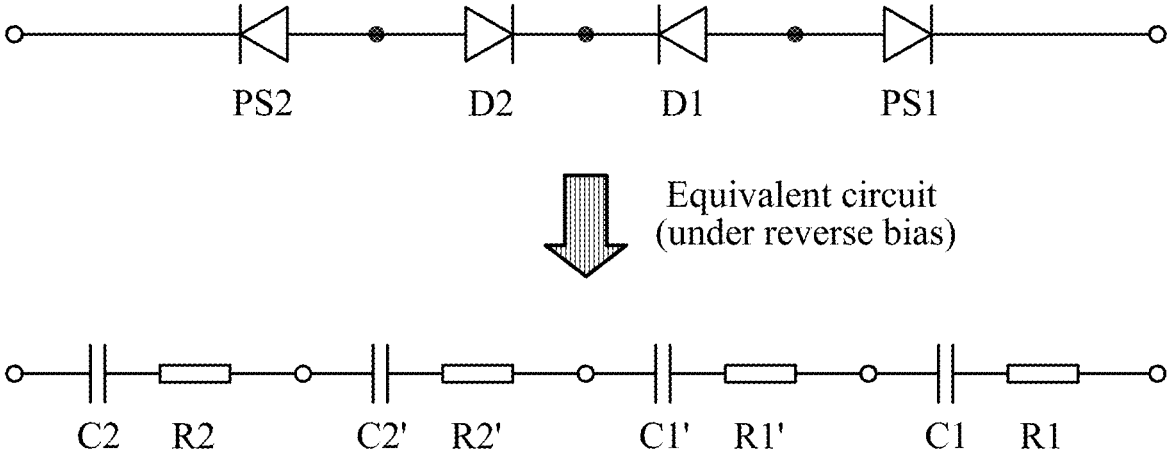 PS2 D2 D1 PS1
Equivalent circuit
(under reverse bias)
C2 R2 C2' R2' C1' R1' C1 R1